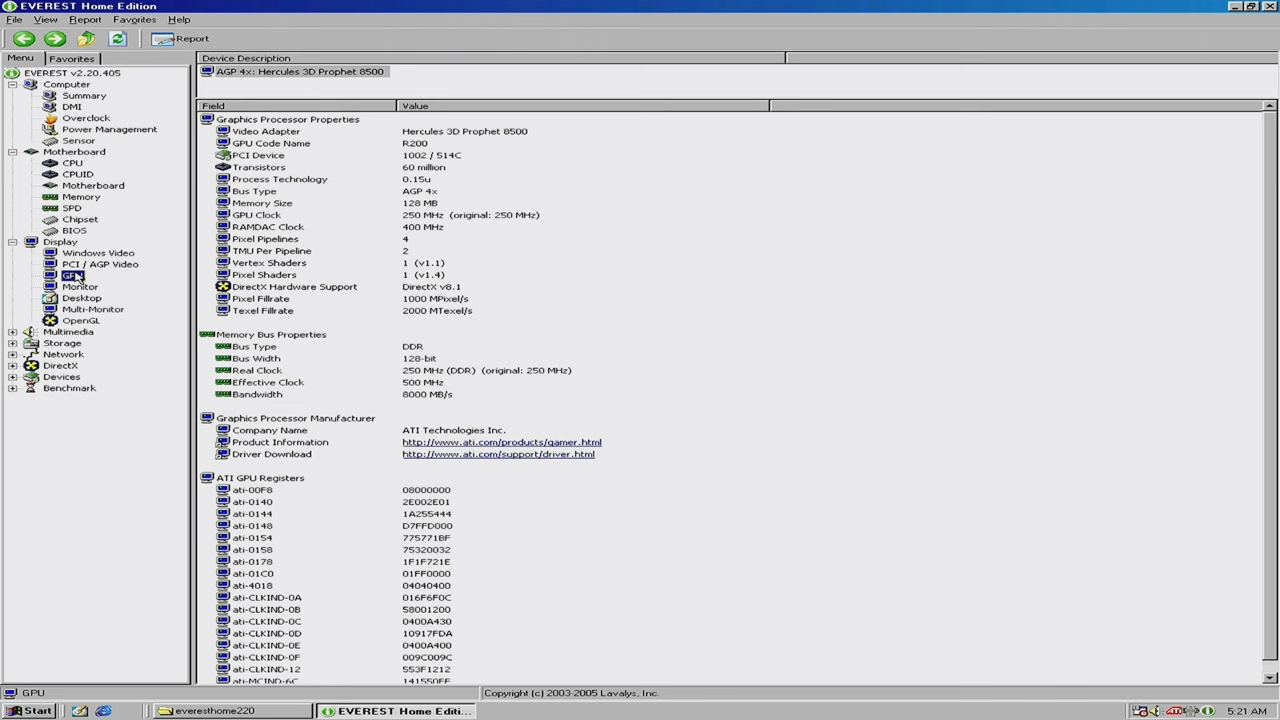 EVEREST Home Edition
File View Report Favorites Help
Report
Menu Favorites
EVEREST v2.20.405
Computer
Summary
DMI
Overclock
Power Management
Sensor
Motherboard
CPU
CPUID
Motherboard
Memory
SPD
Chipset
BIOS
Display
Windows Video
PCI / AGP Video
GPU
Monitor
Desktop
Multi-Monitor
OpenGL
Multimedia
Storage
Network
DirectX
Devices
Benchmark
Device Description
AGP 4x: Hercules 3D Prophet 8500
Field Value
Graphics Processor Properties
Video Adapter Hercules 3D Prophet 8500
GPU Code Name R200
PCI Device 1002 / 514C
Transistors 60 million
Process Technology 0.15u
Bus Type AGP 4x
Memory Size 128 MB
GPU Clock 250 MHz (original: 250 MHz)
RAMDAC Clock 400 MHz
Pixel Pipelines 4
TMU Per Pipeline 2
Vertex Shaders 1 (v1.1)
Pixel Shaders 1 (v1.4)
DirectX Hardware Support DirectX v8.1
Pixel Fillrate 1000 MPixel/s
Texel Fillrate 2000 MTexel/s
Memory Bus Properties
Bus Type DDR
Bus Width 128-bit
Real Clock 250 MHz (DDR) (original: 250 MHz)
Effective Clock 500 MHz
Bandwidth 8000 MB/s
Graphics Processor Manufacturer
Company Name ATI Technologies Inc.
Product Information http://www.ati.com/products/gamer.html
Driver Download http://www.ati.com/support/driver.html
ATI GPU Registers
ati-00F8 08000000
ati-0140 2E002E01
ati-0144 1A255444
ati-0148 D7FFD000
ati-0154 775771BF
ati-0158 75320032
ati-0178 1F1F721E
ati-01C0 01FF0000
ati-4018 04040400
ati-CLKIND-0A 016F6F0C
ati-CLKIND-0B 58001200
ati-CLKIND-0C 0400A430
ati-CLKIND-0D 10917FDA
ati-CLKIND-0E 0400A400
ati-CLKIND-0F 009C009C
ati-CLKIND-12 553F1212
ati-MCIND-6C 141550FF
GPU Copyright (c) 2003-2005 Lavalys, Inc.
Start everesthome220 EVEREST Home Editi... ATI 5:21 AM